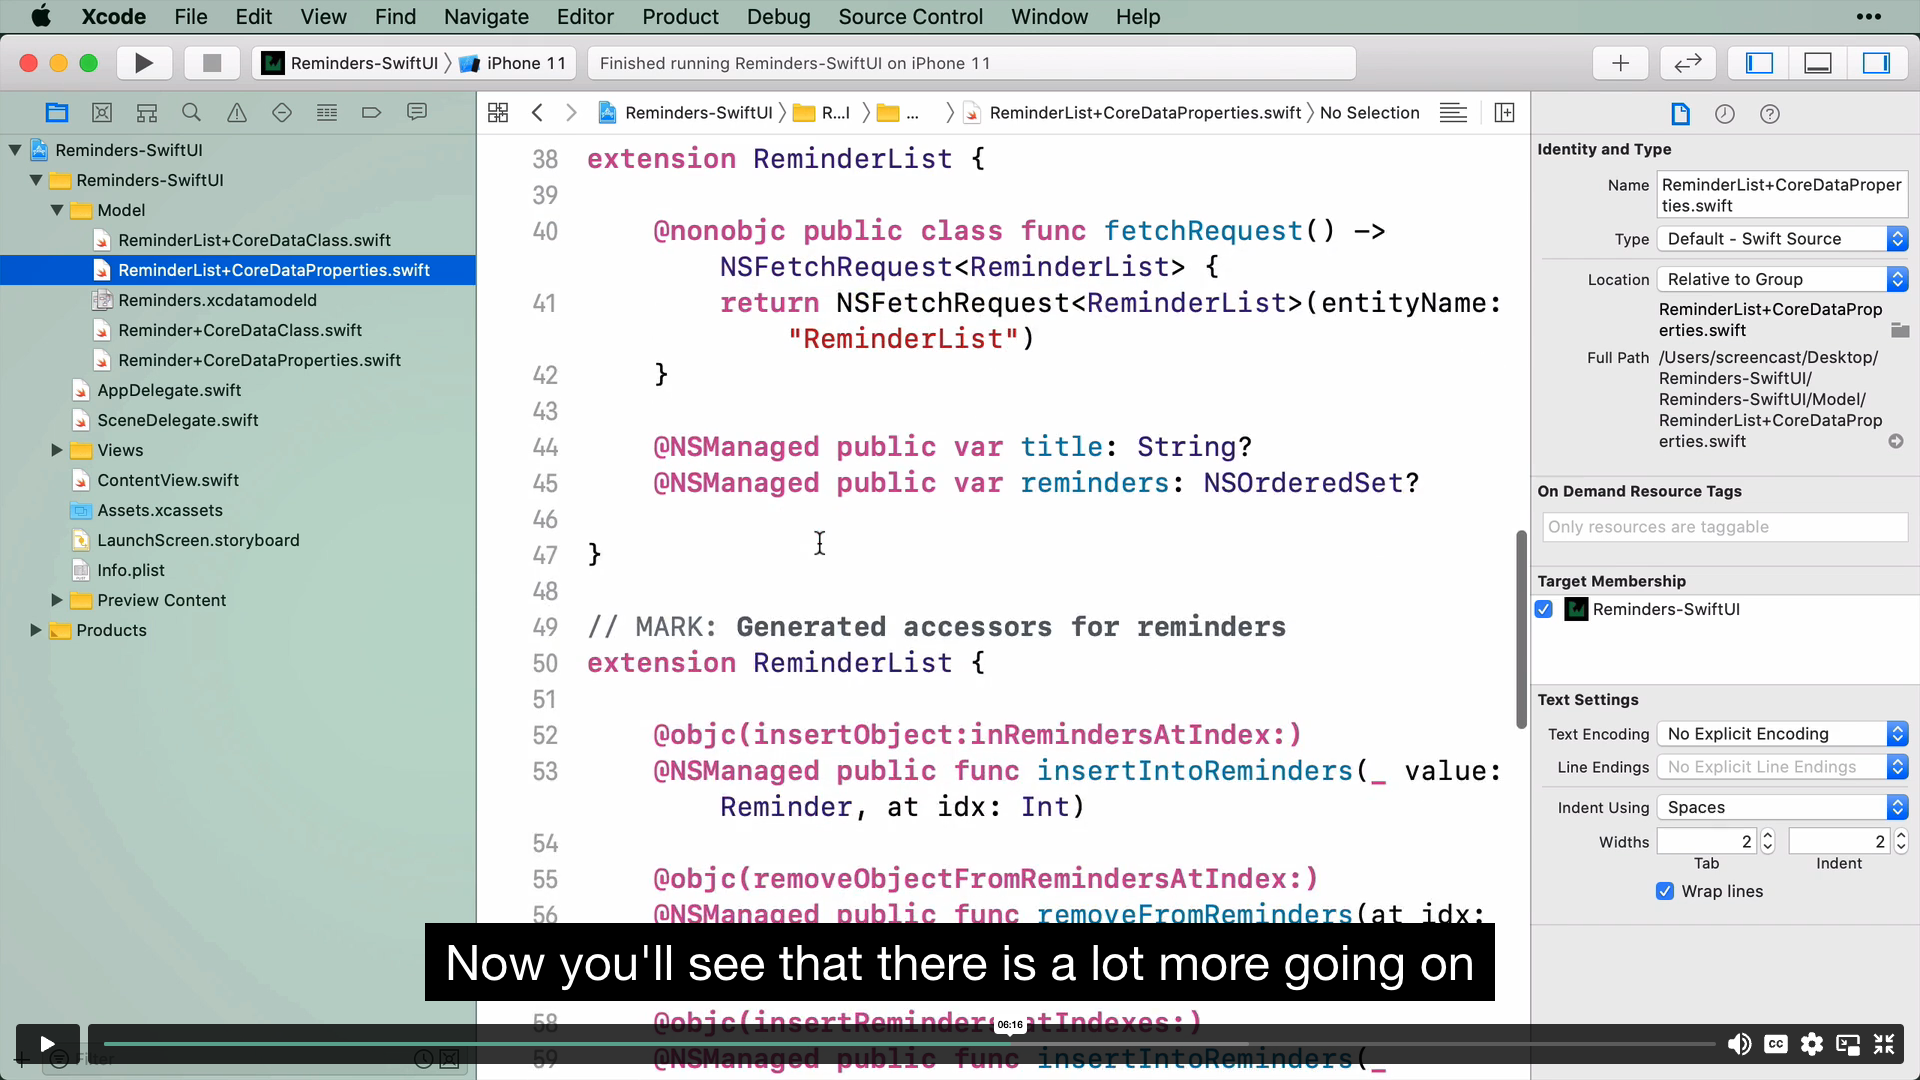 Xcode File Edit View Find Navigate Editor Product Debug Source Control Window Help
Reminders-SwiftUI iPhone 11 Finished running Reminders-SwiftUI on iPhone 11
Reminders-SwiftUI R...I ... ReminderList+CoreDataProperties.swift No Selection
Reminders-SwiftUI
Reminders-SwiftUI
Model
ReminderList+CoreDataClass.swift
ReminderList+CoreDataProperties.swift
Reminders.xcdatamodeld
Reminder+CoreDataClass.swift
Reminder+CoreDataProperties.swift
AppDelegate.swift
SceneDelegate.swift
Views
ContentView.swift
Assets.xcassets
LaunchScreen.storyboard
Info.plist
Preview Content
Products
Filter
38 extension ReminderList {
39
40 @nonobjc public class func fetchRequest() ->
NSFetchRequest<ReminderList> {
41 return NSFetchRequest<ReminderList>(entityName:
"ReminderList")
42 }
43
44 @NSManaged public var title: String?
45 @NSManaged public var reminders: NSOrderedSet?
46
47 }
48
49 // MARK: Generated accessors for reminders
50 extension ReminderList {
51
52 @objc(insertObject:inRemindersAtIndex:)
53 @NSManaged public func insertIntoReminders(_ value:
Reminder, at idx: Int)
54
55 @objc(removeObjectFromRemindersAtIndex:)
56 @NSManaged public func removeFromReminders(at idx:
Now you'll see that there is a lot more going on
58 @objc(insertReminders:atIndexes:)
06:16
59 @NSManaged public func insertIntoReminders(_
CC
Identity and Type
Name ReminderList+CoreDataProper
ties.swift
Type Default - Swift Source
Location Relative to Group
ReminderList+CoreDataProp
erties.swift
Full Path /Users/screencast/Desktop/
Reminders-SwiftUI/
Reminders-SwiftUI/Model/
ReminderList+CoreDataProp
erties.swift
On Demand Resource Tags
Only resources are taggable
Target Membership
Reminders-SwiftUI
Text Settings
Text Encoding No Explicit Encoding
Line Endings No Explicit Line Endings
Indent Using Spaces
Widths 2 2
Tab Indent
Wrap lines